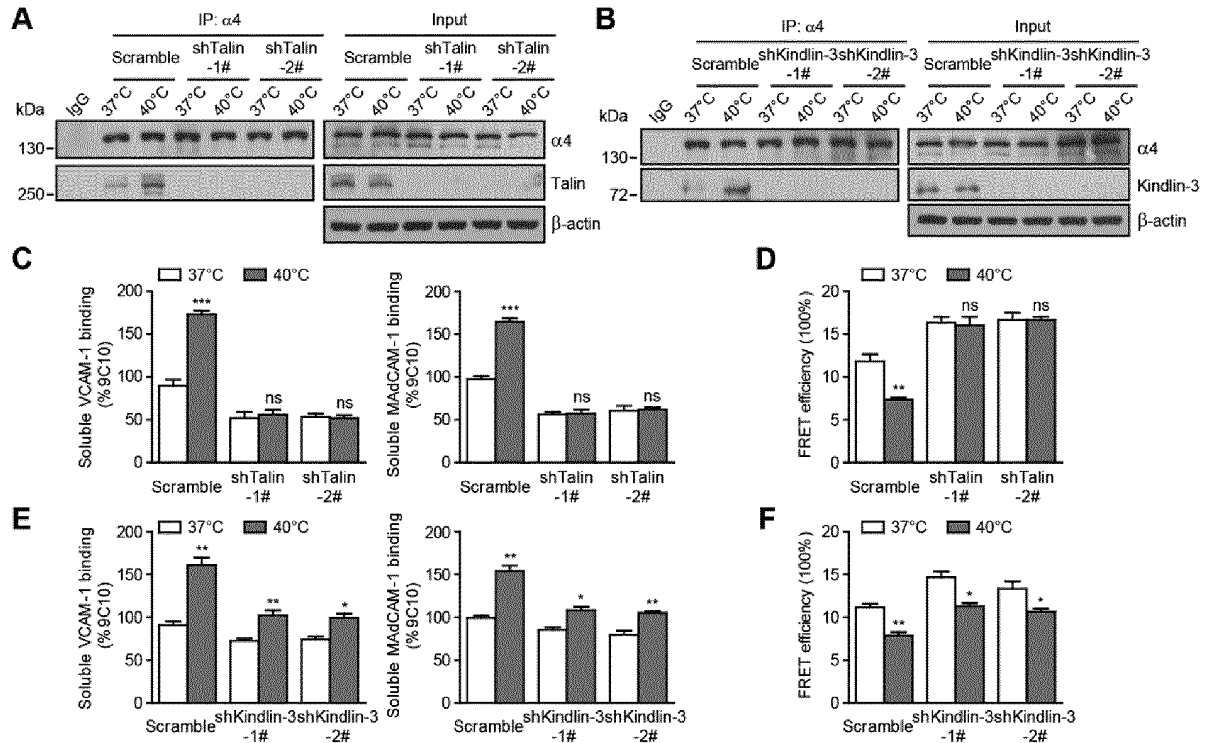 A
IP: α4
Input
Scramble
shTalin
-1#
shTalin
-2#
Scramble
shTalin
-1#
shTalin
-2#
kDa
IgG
37°C
40°C
37°C
40°C
37°C
40°C
37°C
40°C
37°C
40°C
37°C
40°C
130
α4
250
Talin
β-actin
B
IP: α4
Input
Scramble
shKindlin-3
-1#
shKindlin-3
-2#
Scramble
shKindlin-3
-1#
shKindlin-3
-2#
kDa
IgG
37°C
40°C
37°C
40°C
37°C
40°C
37°C
40°C
37°C
40°C
37°C
40°C
130
α4
72
Kindlin-3
β-actin
C
37°C
40°C
Soluble VCAM-1 binding
(%9C10)
200
150
100
50
0
***
ns
ns
Scramble
shTalin
-1#
shTalin
-2#
Soluble MAdCAM-1 binding
(%9C10)
200
150
100
50
0
***
ns
ns
Scramble
shTalin
-1#
shTalin
-2#
D
37°C
40°C
FRET efficiency (100%)
20
15
10
5
0
**
ns
ns
Scramble
shTalin
-1#
shTalin
-2#
E
37°C
40°C
Soluble VCAM-1 binding
(%9C10)
200
150
100
50
0
**
**
*
Scramble
shKindlin-3
-1#
shKindlin-3
-2#
Soluble MAdCAM-1 binding
(%9C10)
200
150
100
50
0
**
*
**
Scramble
shKindlin-3
-1#
shKindlin-3
-2#
F
37°C
40°C
FRET efficiency (100%)
20
15
10
5
0
**
*
*
Scramble
shKindlin-3
-1#
shKindlin-3
-2#